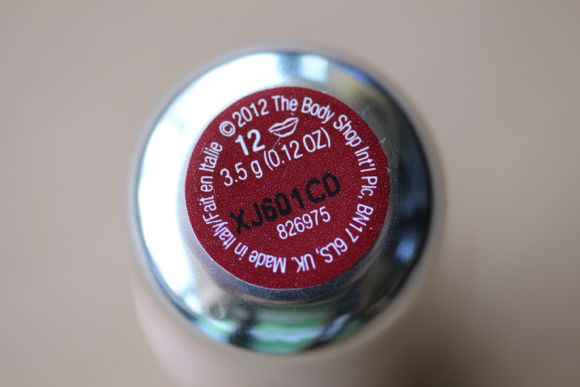 ©2012 The Body Shop Int'l Plc, BN17 6LS, UK. Made in Italy/Fait en Italie
12
3.5 g (0.12 OZ)
XJ601CO
826975